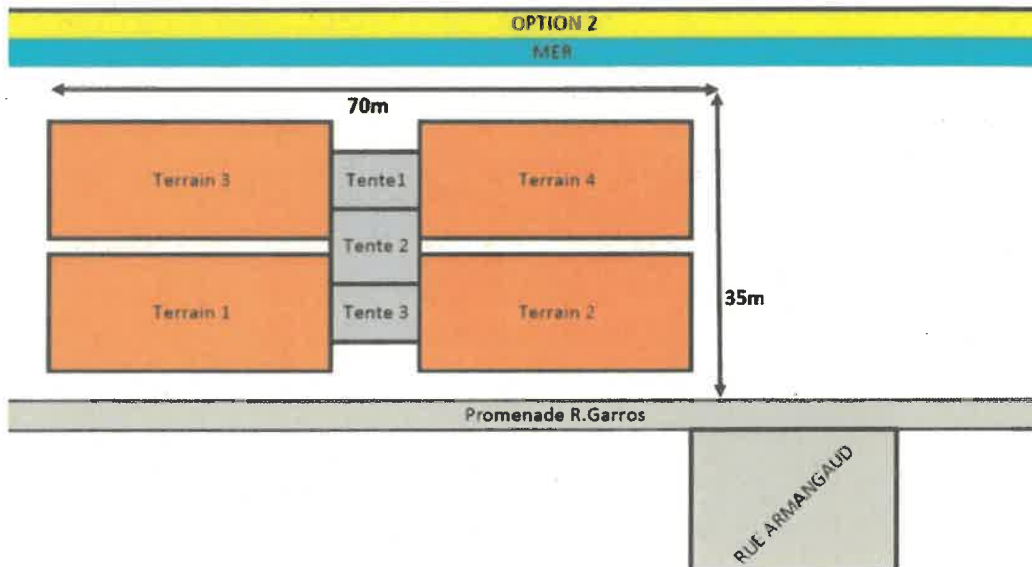 OPTION 2
MER
70m
Terrain 3
Tente1
Terrain 4
Tente 2
35m
Terrain 1
Tente 3
Terrain 2
Promenade R.Garros
RUE ARMANGAUD